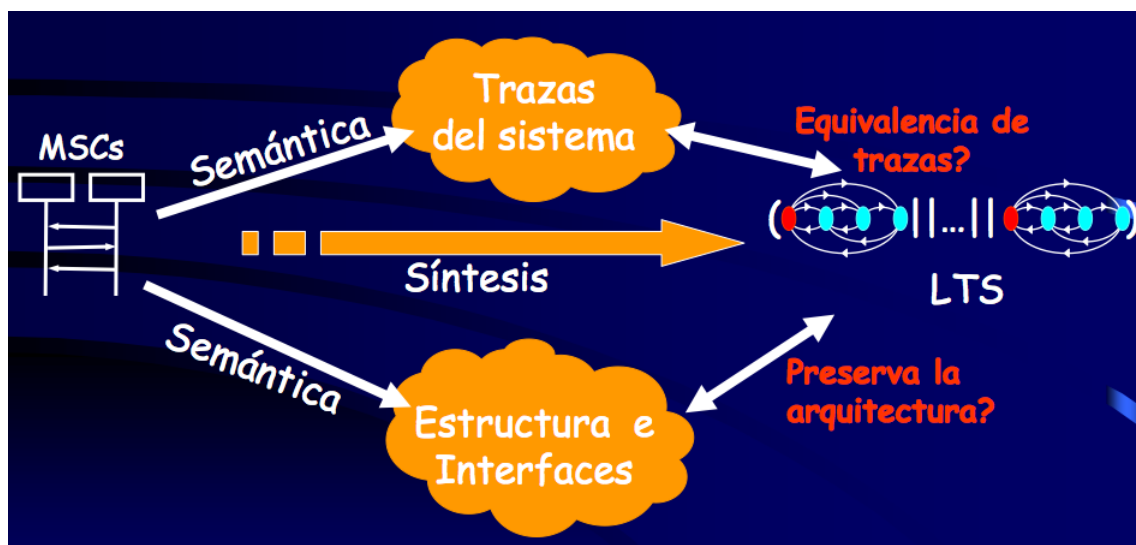 Trazas
del sistema
Equivalencia de
trazas?
MSCs
Semántica
(||...||)
Síntesis
LTS
Semántica
Preserva la
arquitectura?
Estructura e
Interfaces